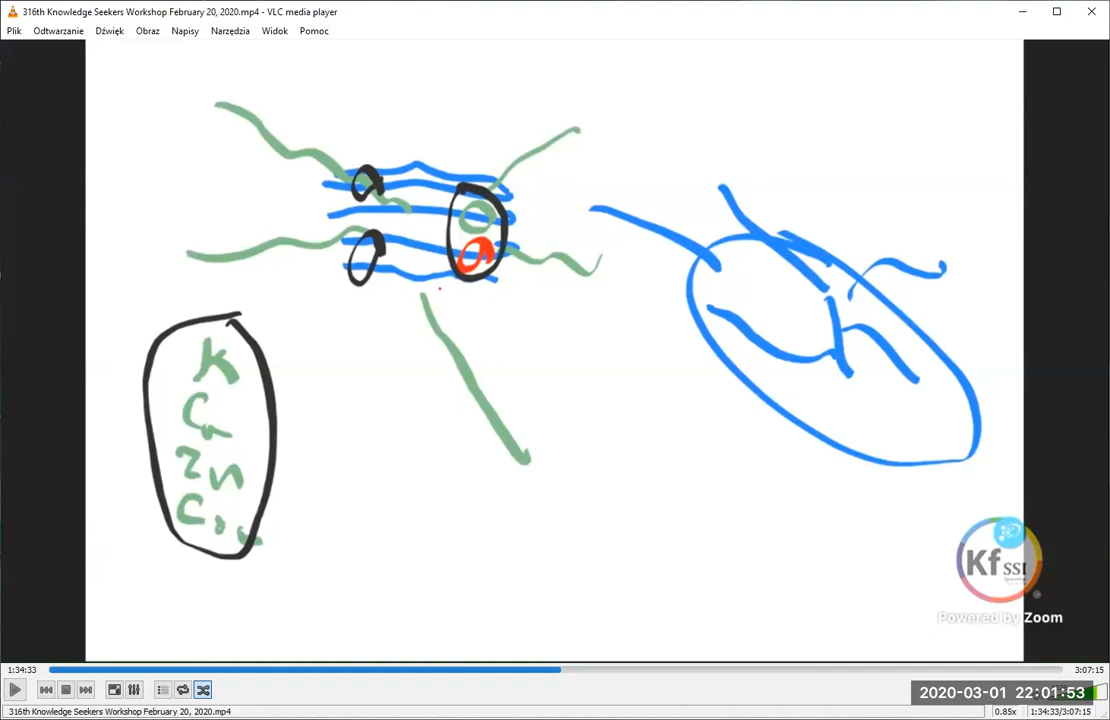 316th Knowledge Seekers Workshop February 20, 2020.mp4 - VLC media player
Plik Odtwarzanie Dźwięk Obraz Napisy Narzędzia Widok Pomoc
K
Zn
Kf SSI
Powered by Zoom
1:34:33 3:07:15
2020-03-01 22:01:53
316th Knowledge Seekers Workshop February 20, 2020.mp4 0.85x 1:34:33/3:07:15